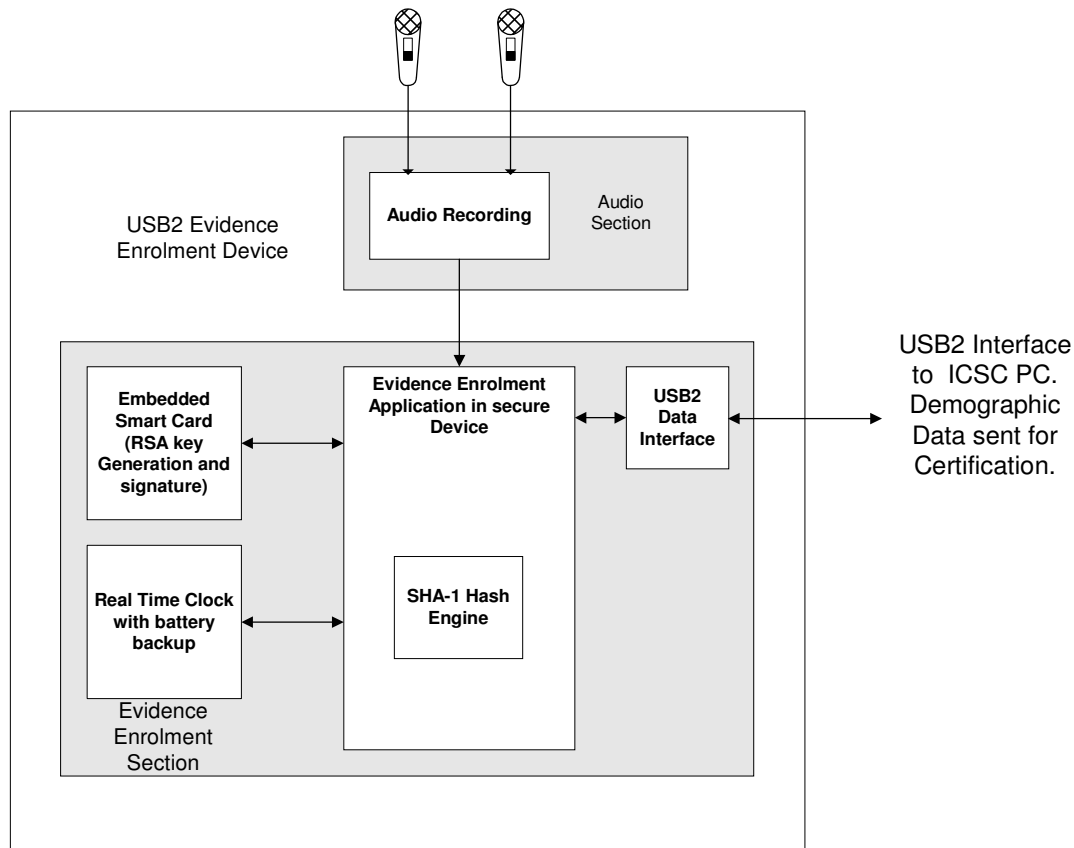 Audio Recording
Audio
Section
USB2 Evidence
Enrolment Device
Embedded
Smart Card
(RSA key
Generation and
signature)
Evidence Enrolment
Application in secure
Device
USB2
Data
Interface
USB2 Interface
to ICSC PC.
Demographic
Data sent for
Certification.
Real Time Clock
with battery
backup
SHA-1 Hash
Engine
Evidence
Enrolment
Section